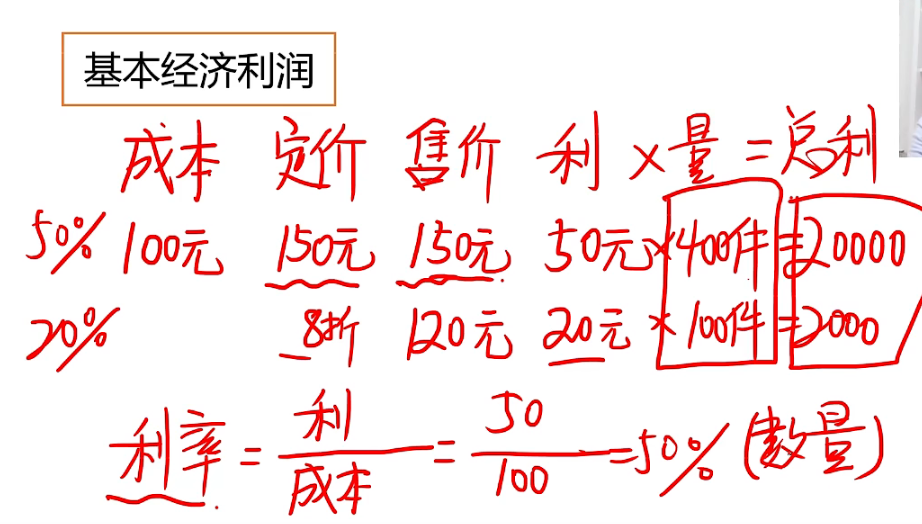 基本经济利润
成本 定价 售价 利 × 量 = 总利
50% 100元 150元 150元 50元 × 400件 = 20000
20% 8折 120元 20元 × 100件 = 2000
利率 = 利/成本 = 50/100 = 50% (数量)